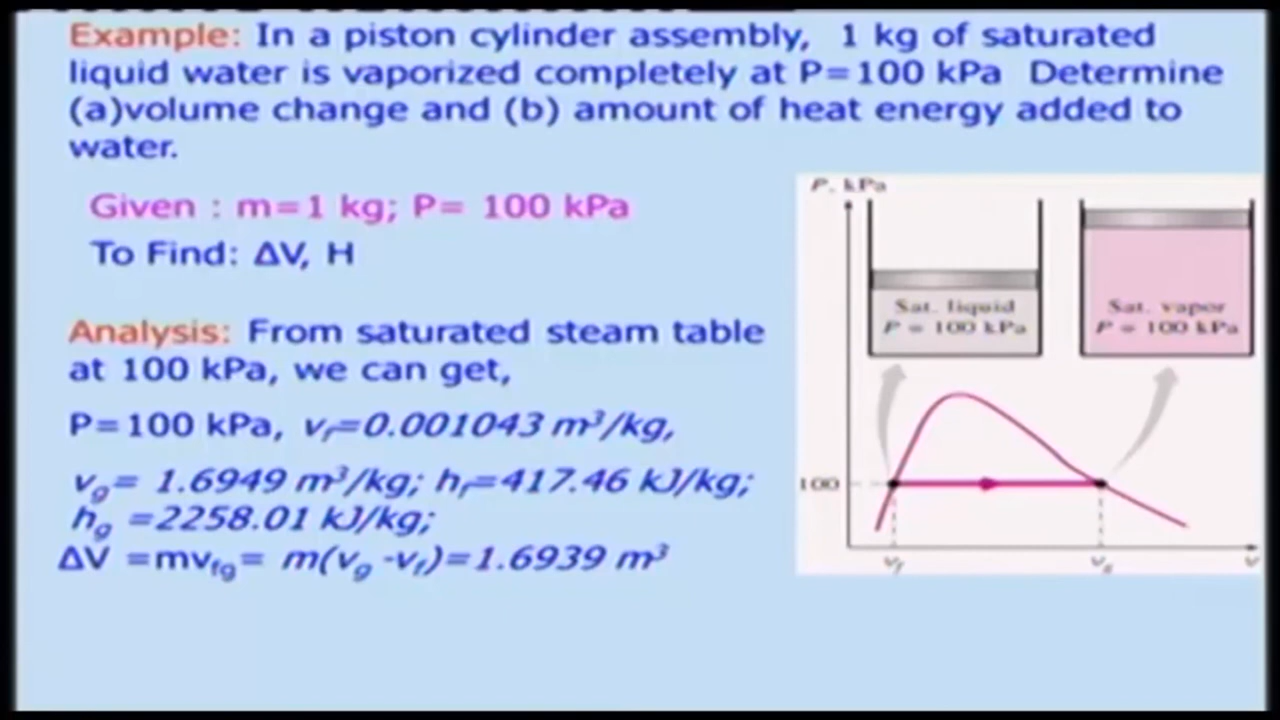 Example: In a piston cylinder assembly, 1 kg of saturated
liquid water is vaporized completely at P=100 kPa Determine
(a)volume change and (b) amount of heat energy added to
water.
Given : m=1 kg; P= 100 kPa
To Find: ΔV, H
Analysis: From saturated steam table
at 100 kPa, we can get,
P=100 kPa, v_f=0.001043 m³/kg,
v_g= 1.6949 m³/kg; h_f=417.46 kJ/kg;
h_g =2258.01 kJ/kg;
ΔV =mv_fg= m(v_g -v_f)=1.6939 m³
P, kPa
Sat. liquid
P = 100 kPa
Sat. vapor
P = 100 kPa
100
v_f
v_g
v